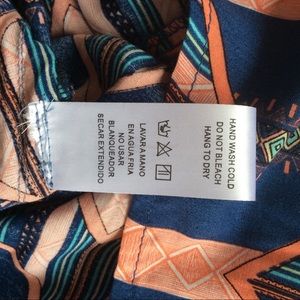 HAND WASH COLD
DO NOT BLEACH
HANG TO DRY
LAVAR A MANO
EN AGUA FRIA
NO USAR
BLANQUEADOR
SECAR EXTENDIDO